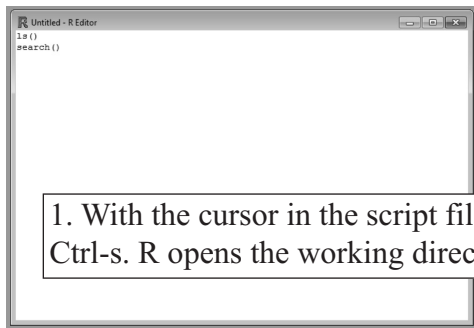 Untitled - R Editor
ls()
search()
1. With the cursor in the script fil
Ctrl-s. R opens the working direc